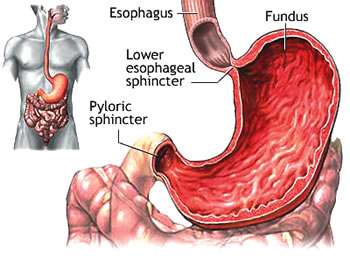 Esophagus
Fundus
Lower
esophageal
sphincter
Pyloric
sphincter